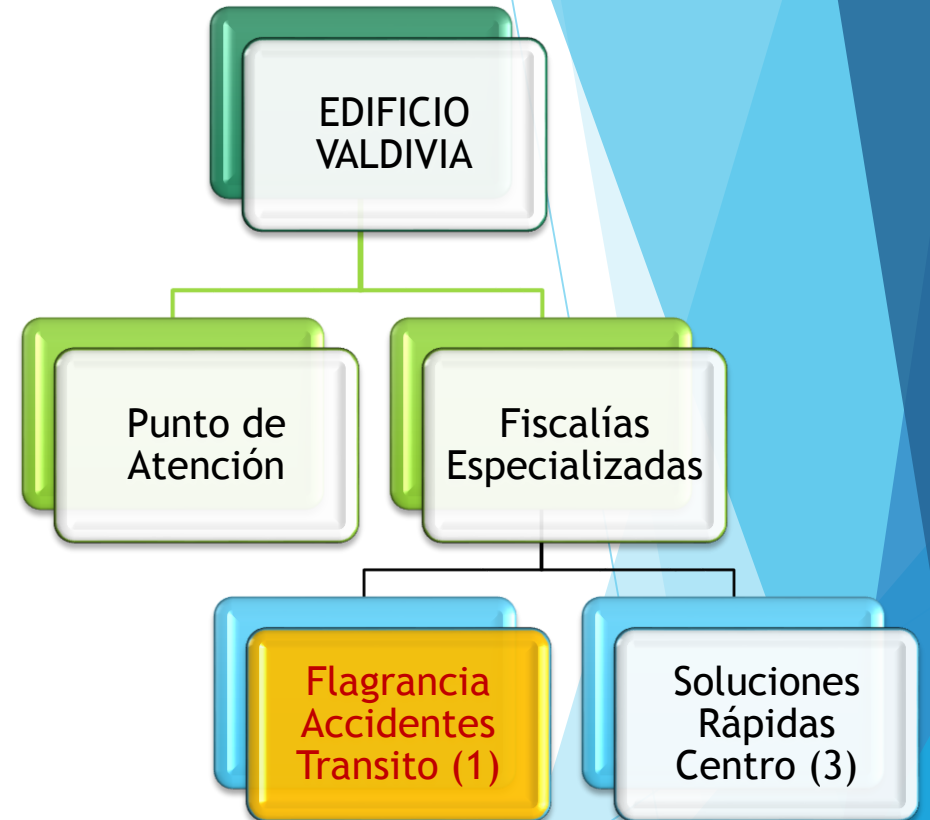 EDIFICIO
VALDIVIA
Punto de
Atención
Fiscalías
Especializadas
Flagrancia
Accidentes
Transito (1)
Soluciones
Rápidas
Centro (3)